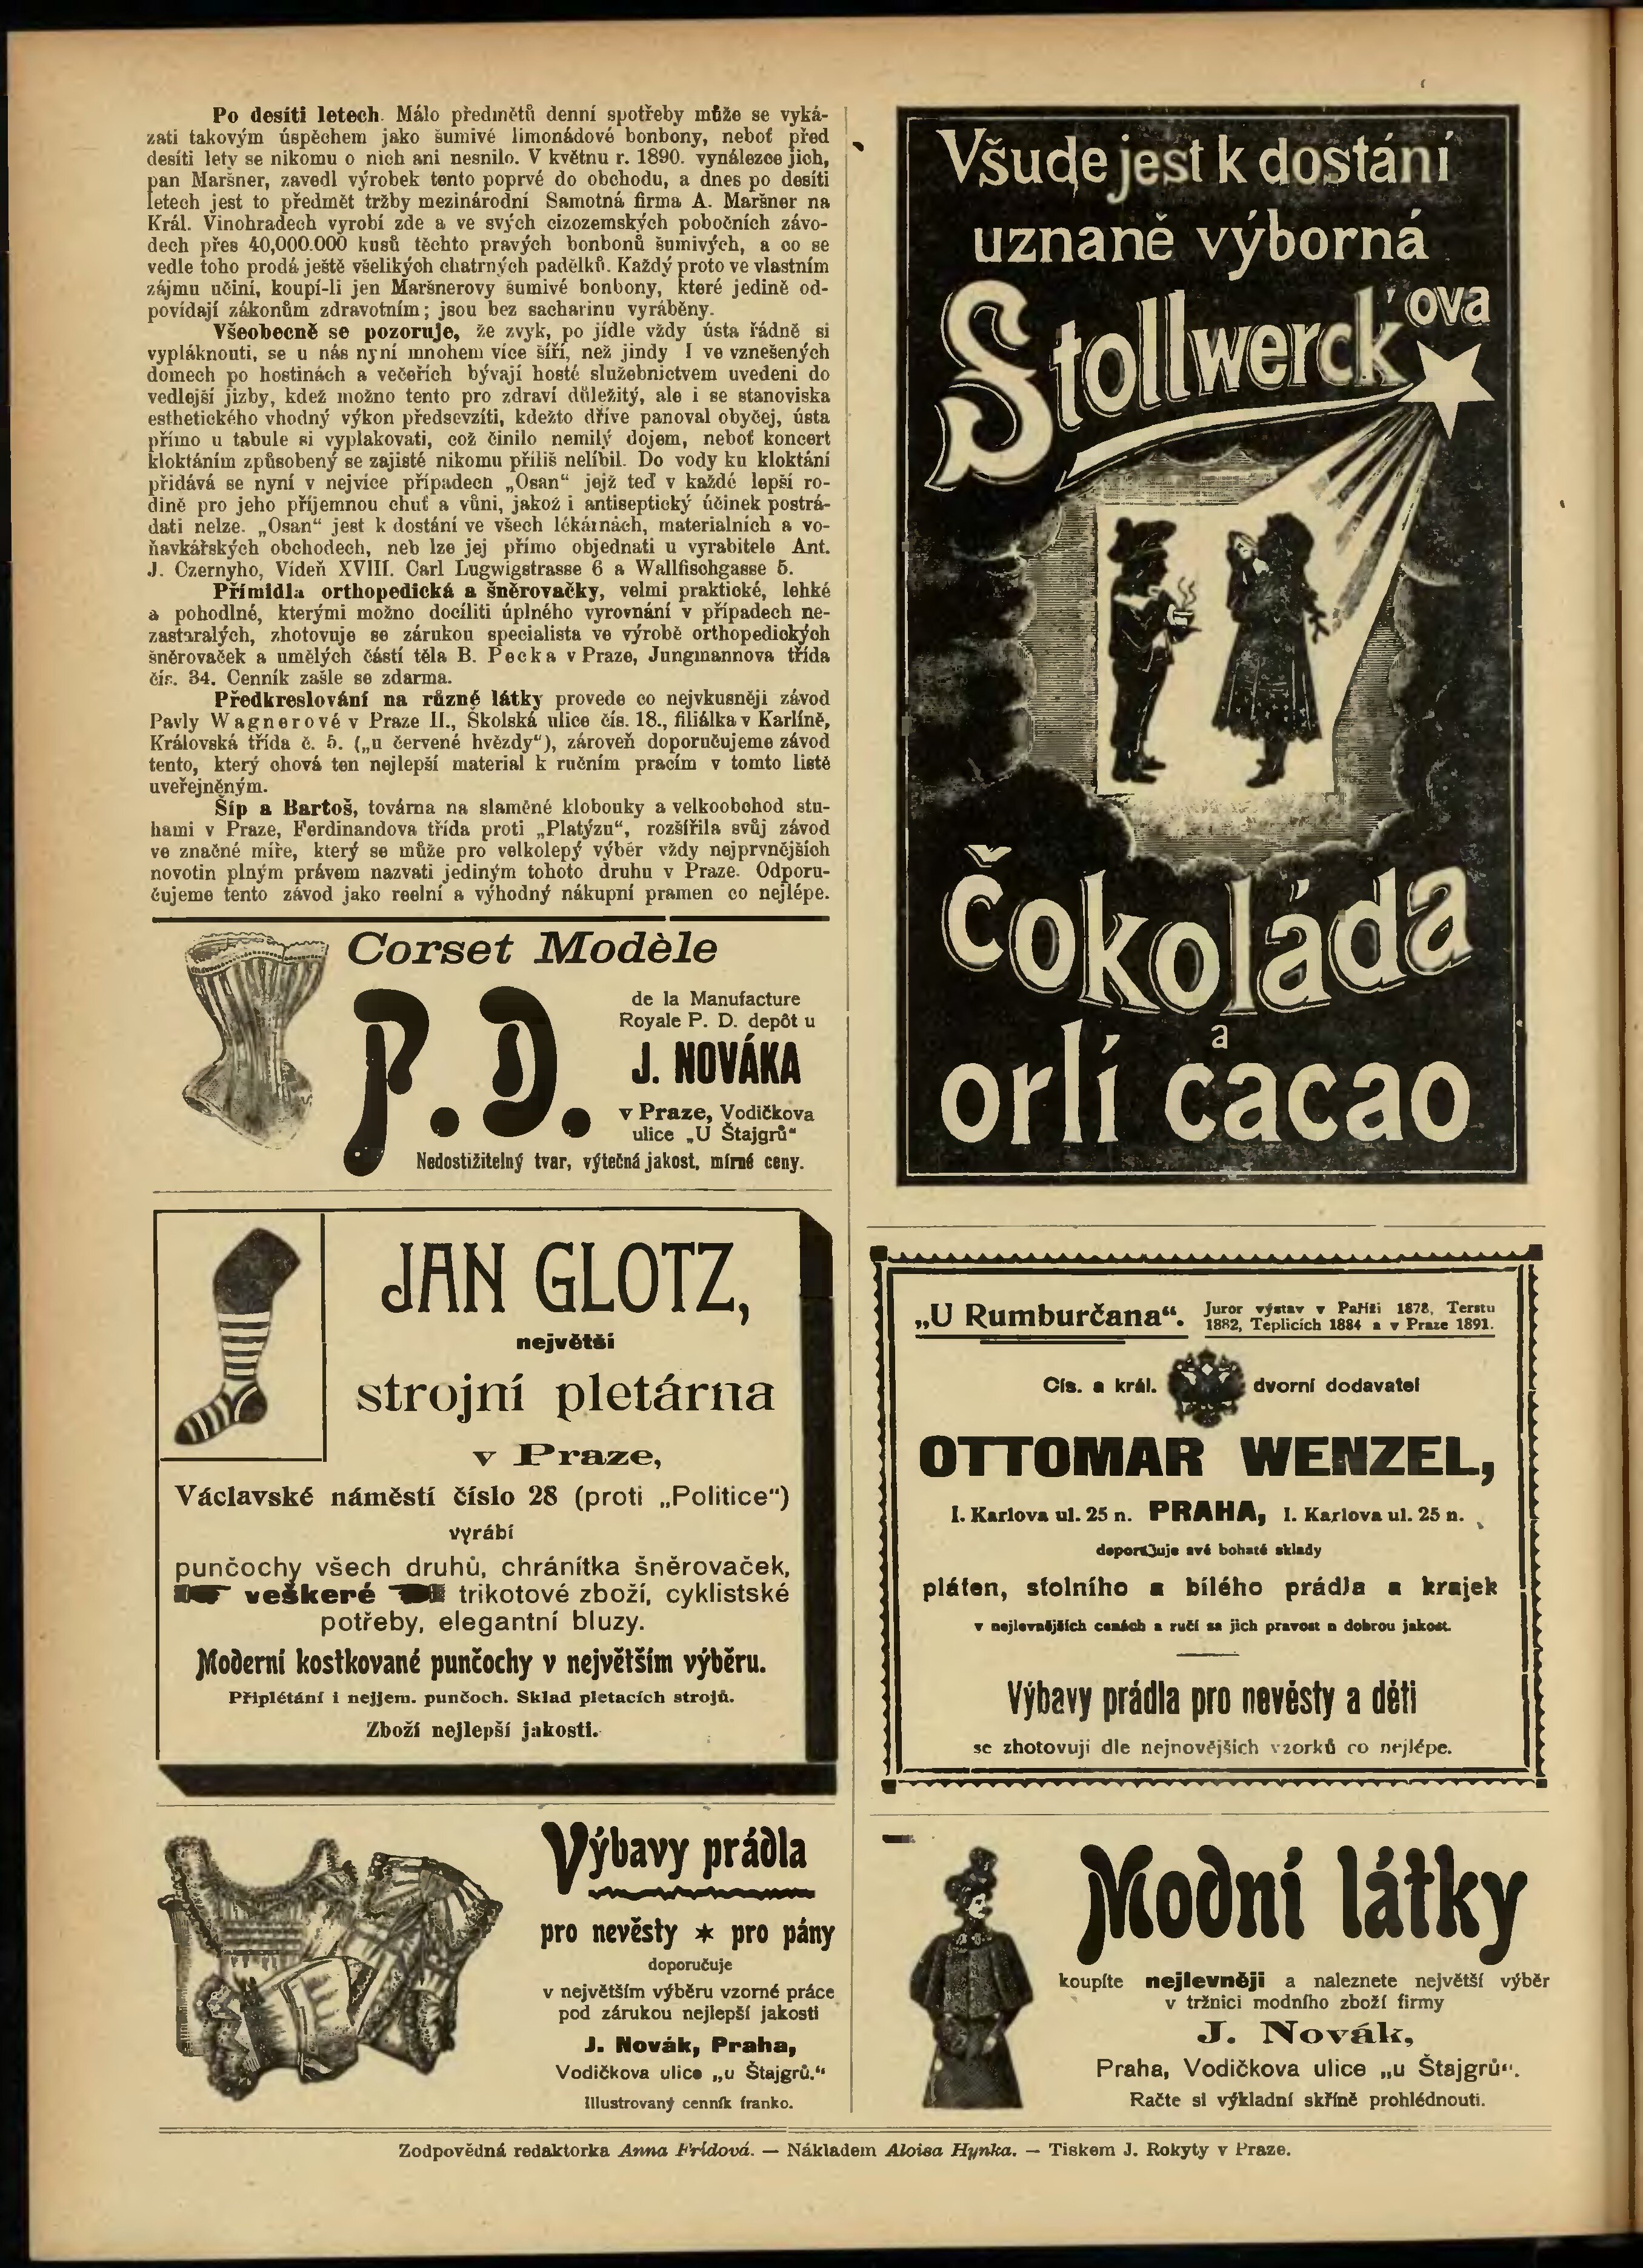 Po desíti letech. Málo předmětů denní spotřeby může se vyká-
zati takovým úspěchem jako šumivé limonádové bonbony, neboť před
desíti lety se nikomu o nich ani nesnilo. V květnu r. 1890. vynálezce jich,
pan Maršner, zavedl výrobek tento poprvé do obchodu, a dnes po desíti
letech jest to předmět tržby mezinárodní Samotná firma A. Maršner na
Král. Vinohradech vyrobí zde a ve svých cizozemských pobočních závo-
dech přes 40,000.000 kusů těchto pravých bonbonů šumivých, a co se
vedle toho prodá ještě všelikých chatrných padělků. Každý proto ve vlastním
zájmu učiní, koupí-li jen Maršnerovy šumivé bonbony, které jedině od-
povídají zákonům zdravotním; jsou bez sacharinu vyráběny.
Všeobecně se pozoruje, že zvyk, po jídle vždy ústa řádně si
vypláknouti, se u nás nyní mnohem více šíří, než jindy I ve vznešených
domech po hostinách a večeřích bývají hosté služebnictvem uvedeni do
vedlejší jizby, kdež možno tento pro zdraví důležitý, ale i se stanoviska
esthetického vhodný výkon předsevzíti, kdežto dříve panoval obyčej, ústa
přímo u tabule si vyplakovati, což činilo nemilý dojem, neboť koncert
kloktáním způsobený se zajisté nikomu příliš nelíbil. Do vody ku kloktání
přidává se nyní v nejvíce případech „Osan“ jejž teď v každé lepší ro-
dině pro jeho příjemnou chuť a vůni, jakož i antiseptický účinek postrá-
dati nelze. „Osan“ jest k dostání ve všech lékárnách, materialních a vo-
ňavkářských obchodech, neb lze jej přímo objednati u vyrabitele Ant.
J. Czernyho, Vídeň XVIII. Carl Lugwigstrasse 6 a Wallfischgasse 5.
Přímidla orthopedická a šněrovačky, velmi praktické, lehké
a pohodlné, kterými možno docíliti úplného vyrovnání v případech ne-
zastaralých, zhotovuje se zárukou specialista ve výrobě orthopedických
šněrovaček a umělých částí těla B. Pecka v Praze, Jungmannova třída
čís. 34. Cenník zašle se zdarma.
Předkreslování na různé látky provede co nejvkusněji závod
Pavly Wagnerové v Praze II., Školská ulice čís. 18., filiálka v Karlíně,
Královská třída č. 5. („u červené hvězdy“), zároveň doporučujeme závod
tento, který chová ten nejlepší material k ručním pracím v tomto listě
uveřejněným.
Šíp a Bartoš, továrna na slaměné klobouky a velkoobchod stu-
hami v Praze, Ferdinandova třída proti „Platýzu“, rozšířila svůj závod
ve značné míře, který se může pro velkolepý výběr vždy nejprvnějších
novotin plným právem nazvati jediným tohoto druhu v Praze. Odporu-
čujeme tento závod jako reelní a výhodný nákupní pramen co nejlépe.
Corset Modèle
P. D.
de la Manufacture
Royale P. D. depôt u
J. NOVÁKA
v Praze, Vodičkova
ulice „U Štajgrů“
Nedostižitelný tvar, výtečná jakost, mírné ceny.
JAN GLOTZ,
největší
strojní pletárna
v Praze,
Václavské náměstí číslo 28 (proti „Politice“)
vyrábí
punčochy všech druhů, chránítka šněrovaček,
veškeré trikotové zboží, cyklistské
potřeby, elegantní bluzy.
Moderní kostkované punčochy v největším výběru.
Připlétání i nejjem. punčoch. Sklad pletacích strojů.
Zboží nejlepší jakosti.
Výbavy prádla
pro nevěsty * pro pány
doporučuje
v největším výběru vzorné práce
pod zárukou nejlepší jakosti
J. Novák, Praha,
Vodičkova ulice „u Štajgrů.“
Illustrovaný cenník franko.
Všude jest k dostání
uznaně výborná
Stollwerck'ova
Čokoláda
a
orlí cacao
„U Rumburčana“.
Juror výstav v Paříži 1878, Terstu
1882, Teplicích 1884 a v Praze 1891.
Cís. a král. dvorní dodavatel
OTTOMAR WENZEL,
I. Karlova ul. 25 n. PRAHA, I. Karlova ul. 25 n.
své bohaté sklady
pláten, stolního a bílého prádla a krajek
v nejlevnějších cenách a ručí za jich pravost a dobrou jakost.
Výbavy prádla pro nevěsty a děti
se zhotovují dle nejnovějších vzorků co nejlépe.
Modní látky
koupíte nejlevněji a naleznete největší výběr
v tržnici modního zboží firmy
J. Novák,
Praha, Vodičkova ulice „u Štajgrů“.
Račte si výkladní skříně prohlédnouti.
Zodpovědná redaktorka Anna Frídová. — Nákladem Aloisa Hynka. — Tiskem J. Rokyty v Praze.